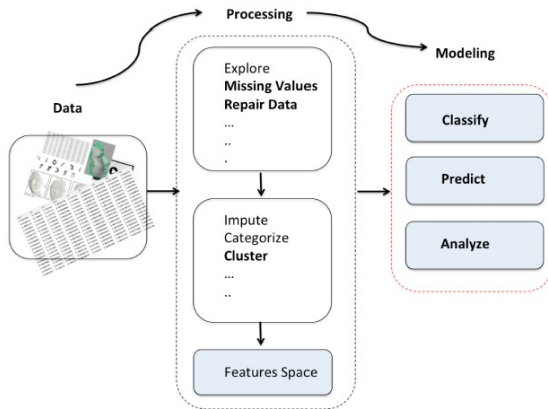 Processing
Modeling
Data
Explore
Missing Values
Repair Data
...
..
.
Impute
Categorize
Cluster
...
..
Features Space
Classify
Predict
Analyze